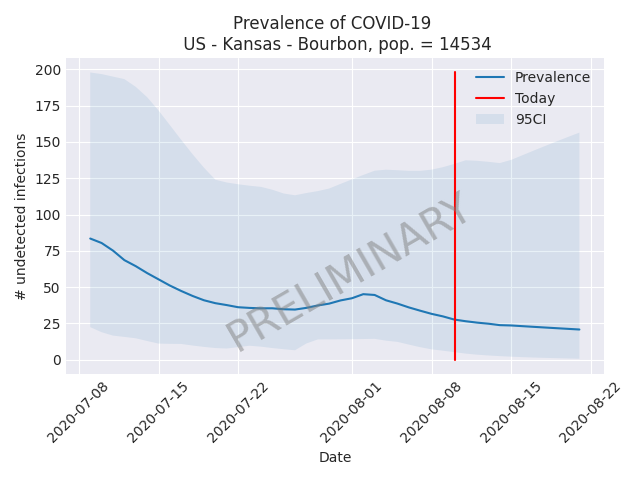 Prevalence of COVID-19
US - Kansas - Bourbon, pop. = 14534
# undetected infections
200
175
150
125
100
75
50
25
0
Prevalence
Today
95CI
PRELIMINARY
2020-07-08
2020-07-15
2020-07-22
2020-08-01
2020-08-08
2020-08-15
2020-08-22
Date